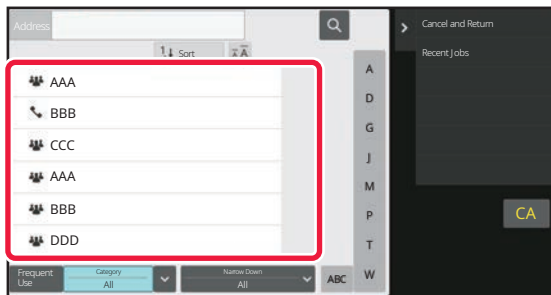 Address
Cancel and Return
Recent Jobs
Sort
AAA
BBB
CCC
AAA
BBB
DDD
A
D
G
J
M
P
T
W
CA
Frequent Use
Category
All
Narrow Down
All
ABC